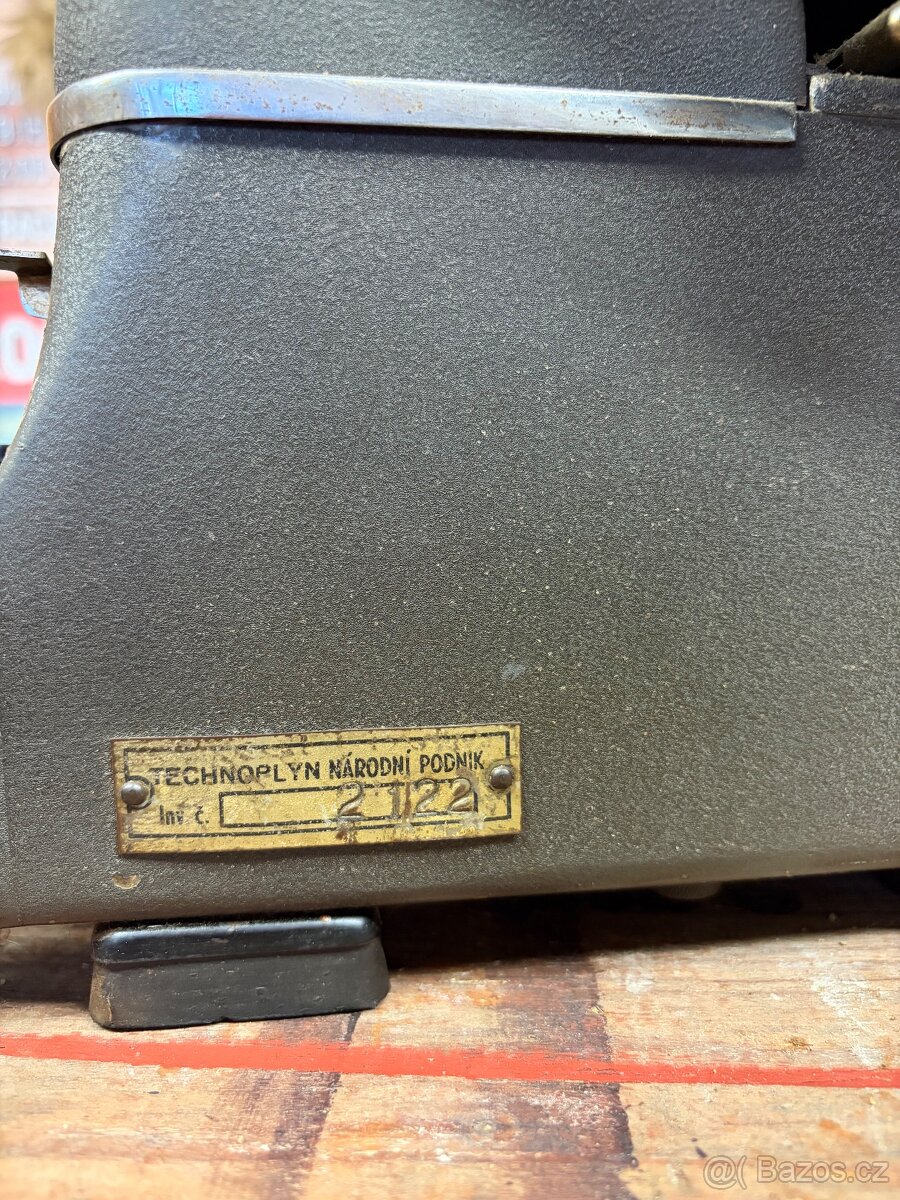 TECHNOPLYN NÁRODNÍ PODNIK
Inv. č. 2122
@( Bazos.cz